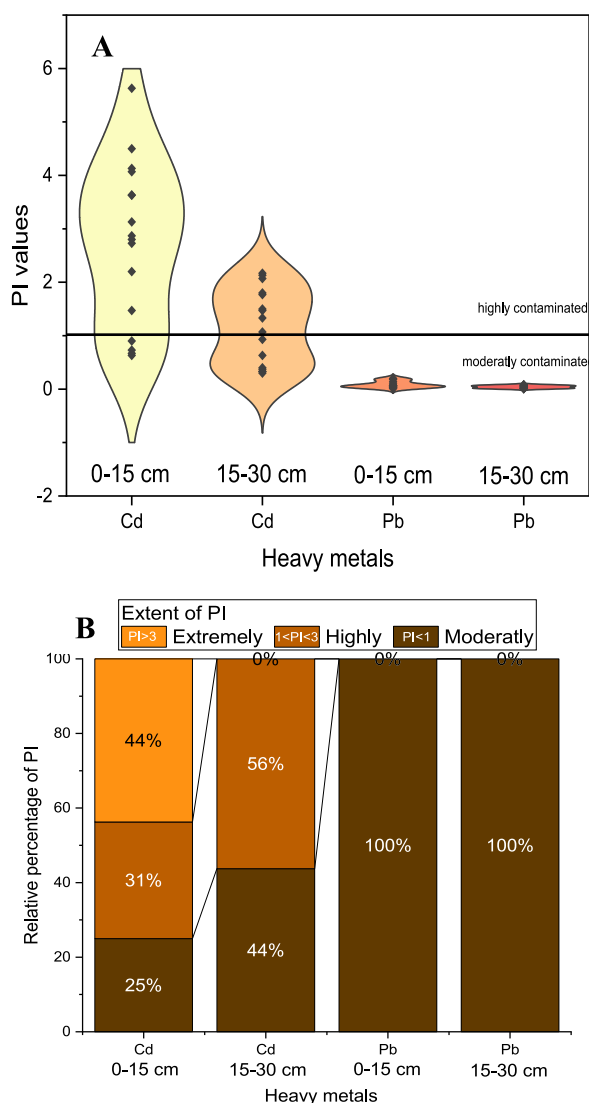 A
6
4
2
0
-2
PI values
highly contaminated
moderatly contaminate
0-15 cm 15-30 cm 0-15 cm 15-30 cm
Cd Cd Pb Pb
Heavy metals
B
Extent of PI
PI>3 Extremely 1<PI<3 Highly PI<1 Moderatly
100
80
60
40
20
0
Relative percentage of PI
0% 0% 0%
44%
56%
31%
100% 100%
44%
25%
Cd Cd Pb Pb
0-15 cm 15-30 cm 0-15 cm 15-30 cm
Heavy metals